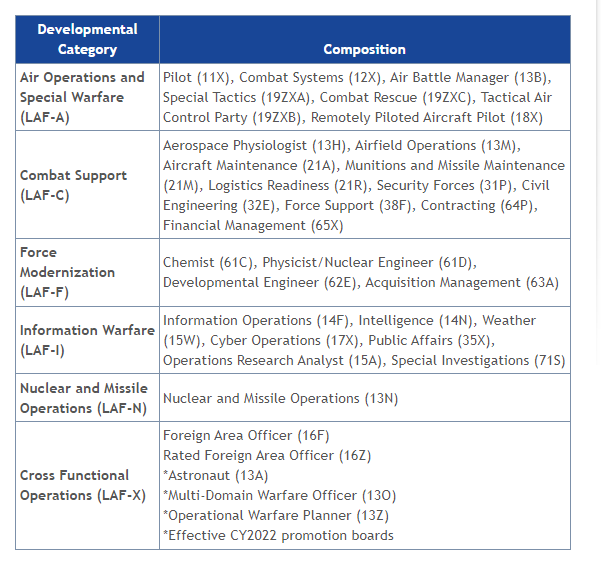 Developmental
Category
Composition
Air Operations and
Special Warfare
(LAF-A)
Pilot (11X), Combat Systems (12X), Air Battle Manager (13B),
Special Tactics (19ZXA), Combat Rescue (19ZXC), Tactical Air
Control Party (19ZXB), Remotely Piloted Aircraft Pilot (18X)
Combat Support
(LAF-C)
Aerospace Physiologist (13H), Airfield Operations (13M),
Aircraft Maintenance (21A), Munitions and Missile Maintenance
(21M), Logistics Readiness (21R), Security Forces (31P), Civil
Engineering (32E), Force Support (38F), Contracting (64P),
Financial Management (65X)
Force
Modernization
(LAF-F)
Chemist (61C), Physicist/Nuclear Engineer (61D),
Developmental Engineer (62E), Acquisition Management (63A)
Information Warfare
(LAF-I)
Information Operations (14F), Intelligence (14N), Weather
(15W), Cyber Operations (17X), Public Affairs (35X),
Operations Research Analyst (15A), Special Investigations (71S)
Nuclear and Missile
Operations (LAF-N)
Nuclear and Missile Operations (13N)
Cross Functional
Operations (LAF-X)
Foreign Area Officer (16F)
Rated Foreign Area Officer (16Z)
*Astronaut (13A)
*Multi-Domain Warfare Officer (13O)
*Operational Warfare Planner (13Z)
*Effective CY2022 promotion boards